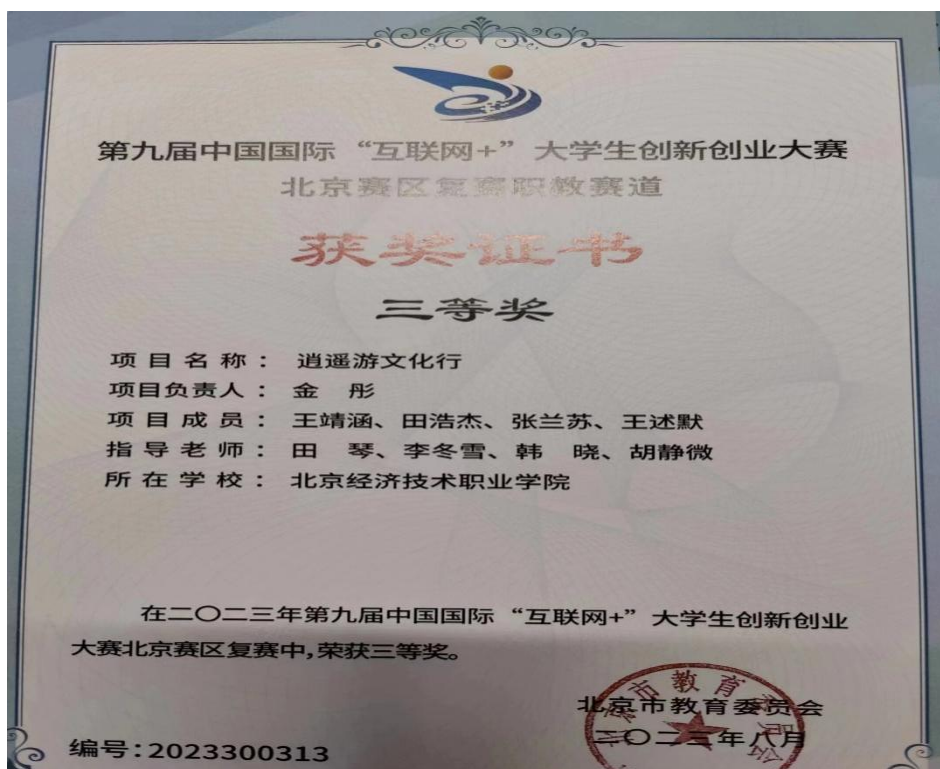 第九届中国国际“互联网+”大学生创新创业大赛
北京赛区复赛职教赛道
获奖证书
三等奖
项目名称： 逍遥游文化行
项目负责人： 金 彤
项目成员： 王靖涵、田浩杰、张兰苏、王述默
指导老师： 田 琴、李冬雪、韩 晓、胡静微
所在学校： 北京经济技术职业学院
在二〇二三年第九届中国国际“互联网+”大学生创新创业
大赛北京赛区复赛中,荣获三等奖。
北京市教育委员会
二〇二三年八月
编号:2023300313